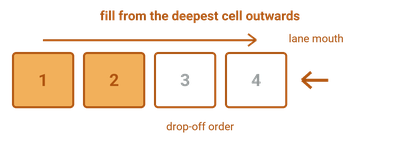 fill from the deepest cell outwards
lane mouth
1 2 3 4
drop-off order